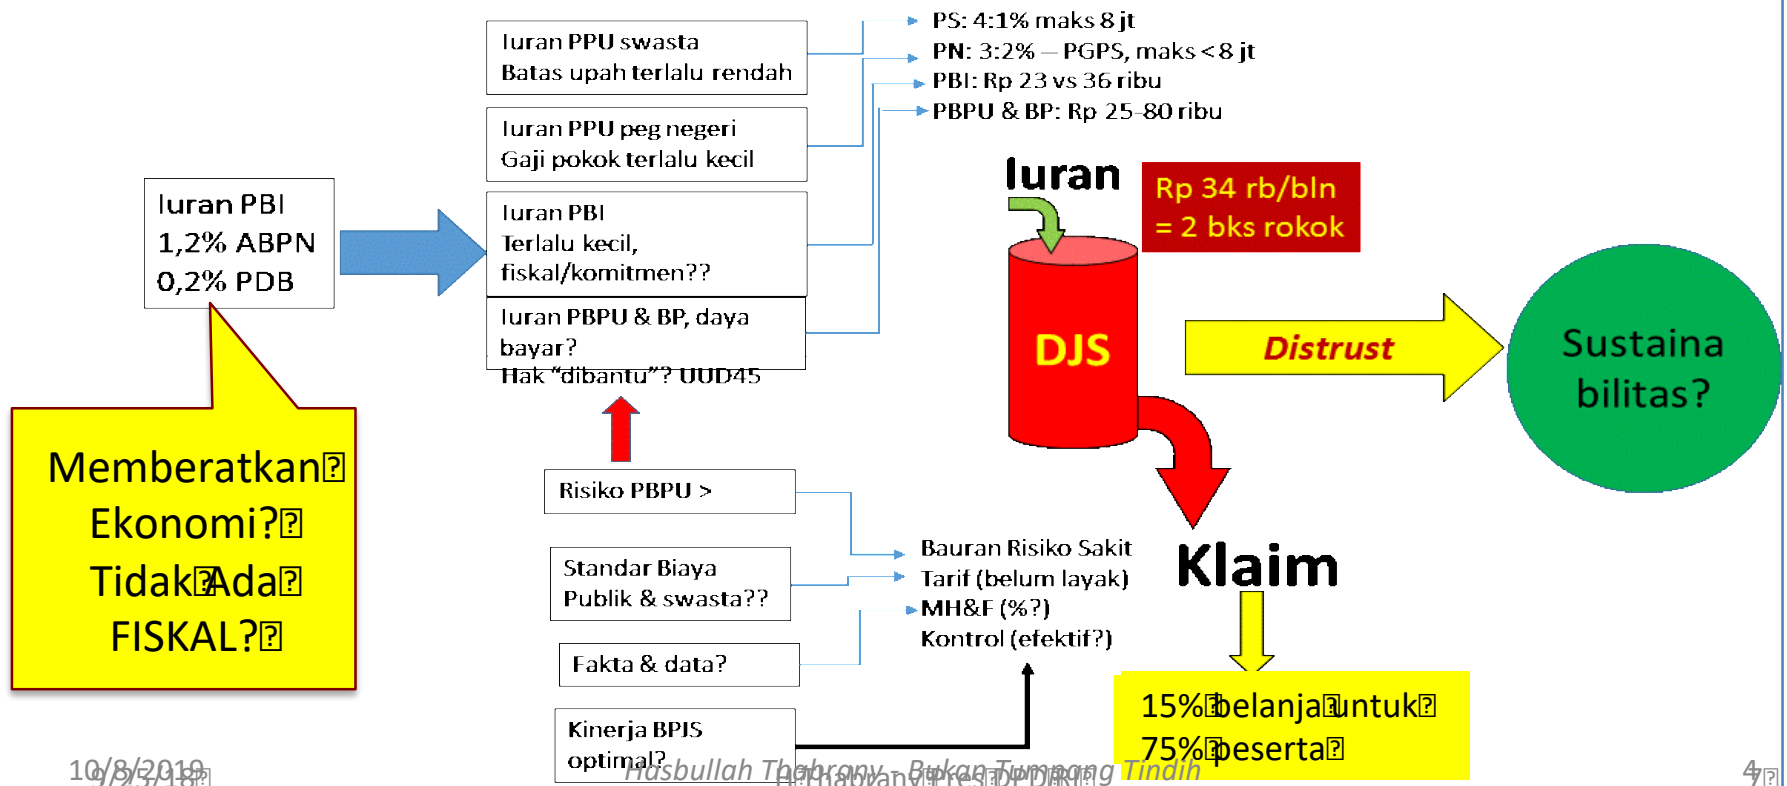 Iuran PPU swasta
Batas upah terlalu rendah
Iuran PPU peg negeri
Gaji pokok terlalu kecil
Iuran PBI
Terlalu kecil,
fiskal/komitmen??
Iuran PBPU & BP, daya
bayar?
Hak "dibantu"? UUD45
PS: 4:1% maks 8 jt
PN: 3:2% – PGPS, maks < 8 jt
PBI: Rp 23 vs 36 ribu
PBPU & BP: Rp 25-80 ribu
Iuran PBI
1,2% ABPN
0,2% PDB
Memberatkan
Ekonomi?
Tidak Ada
FISKAL?
Iuran
Rp 34 rb/bln
= 2 bks rokok
DJS
Distrust
Sustaina
bilitas?
Risiko PBPU >
Standar Biaya
Publik & swasta??
Fakta & data?
Kinerja BPJS
optimal?
Bauran Risiko Sakit
Tarif (belum layak)
MH&F (%?)
Kontrol (efektif?)
Klaim
15% belanja untuk
75% peserta
10/8/2019
9/25/18
Hasbullah Thabrany - Bukan Tumpang Tindih
4
7